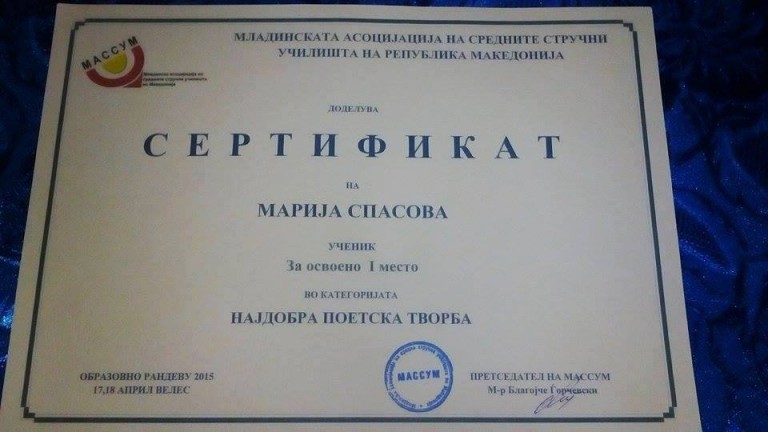 МАССУМ
МЛАДИНСКАТА АСОЦИЈАЦИЈА НА СРЕДНИТЕ СТРУЧНИ
УЧИЛИШТА НА РЕПУБЛИКА МАКЕДОНИЈА
ДОДЕЛУВА
СЕРТИФИКАТ
НА
МАРИЈА СПАСОВА
УЧЕНИК
За освоено I место
ВО КАТЕГОРИЈАТА
НАЈДОБРА ПОЕТСКА ТВОРБА
ОБРАЗОВНО РАНДЕВУ 2015
17,18 АПРИЛ ВЕЛЕС
МАССУМ
ПРЕТСЕДАТЕЛ НА МАССУМ
М-р Благојче Ѓорчевски